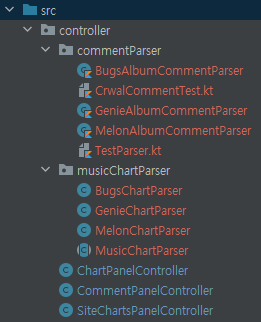 src
controller
commentParser
BugsAlbumCommentParser
CrwalCommentTest.kt
GenieAlbumCommentParser
MelonAlbumCommentParser
TestParser.kt
musicChartParser
BugsChartParser
GenieChartParser
MelonChartParser
MusicChartParser
ChartPanelController
CommentPanelController
SiteChartsPanelController